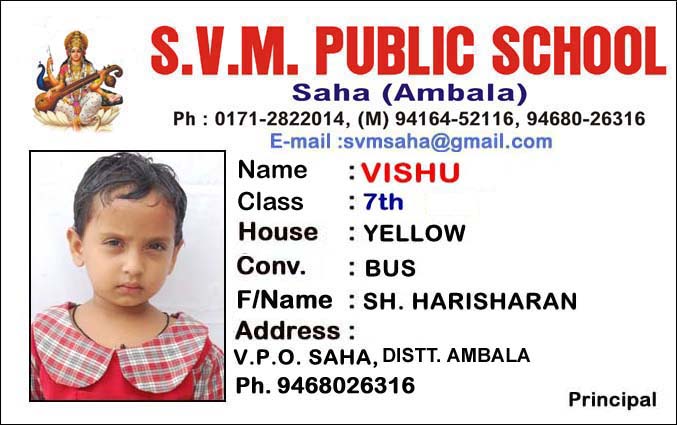 S.V.M. PUBLIC SCHOOL
Saha (Ambala)
Ph : 0171-2822014, (M) 94164-52116, 94680-26316
E-mail :svmsaha@gmail.com
Name : VISHU
Class : 7th
House : YELLOW
Conv. : BUS
F/Name : SH. HARISHARAN
Address :
V.P.O. SAHA, DISTT. AMBALA
Ph. 9468026316
Principal